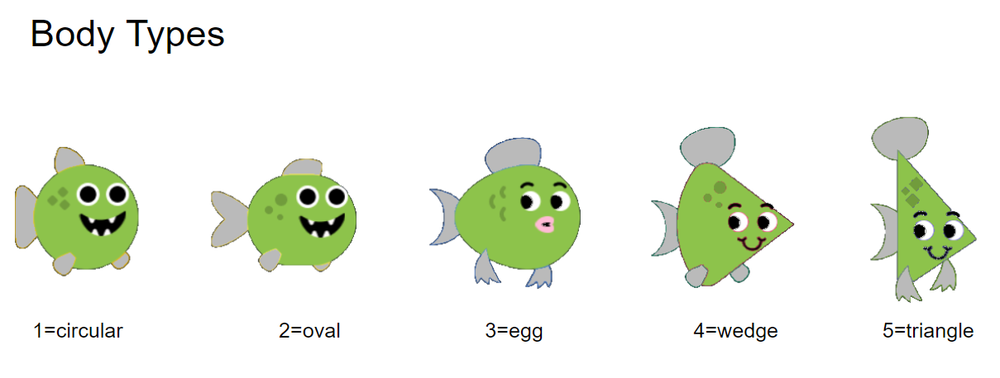 Body Types
1=circular
2=oval
3=egg
4=wedge
5=triangle